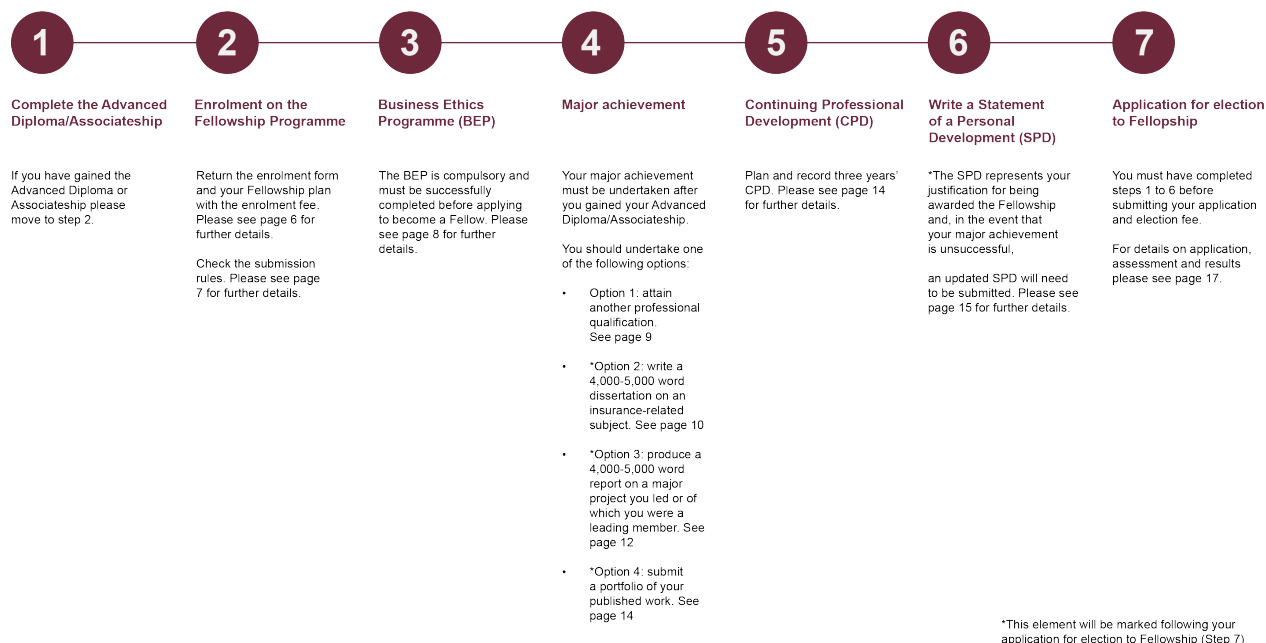 1
2
3
4
5
6
7
Complete the Advanced
Diploma/Associateship
If you have gained the
Advanced Diploma or
Associateship please
move to step 2.
Enrolment on the
Fellowship Programme
Return the enrolment form
and your Fellowship plan
with the enrolment fee.
Please see page 6 for
further details.
Check the submission
rules. Please see page
7 for further details.
Business Ethics
Programme (BEP)
The BEP is compulsory and
must be successfully
completed before applying
to become a Fellow. Please
see page 8 for further
details.
Major achievement
Your major achievement
must be undertaken after
you gained your Advanced
Diploma/Associateship.
You should undertake one
of the following options:
• Option 1: attain
another professional
qualification.
See page 9
• *Option 2: write a
4,000-5,000 word
dissertation on an
insurance-related
subject. See page 10
• *Option 3: produce a
4,000-5,000 word
report on a major
project you led or of
which you were a
leading member. See
page 12
• *Option 4: submit
a portfolio of your
published work. See
page 14
Continuing Professional
Development (CPD)
Plan and record three years’
CPD. Please see page 14
for further details.
Write a Statement
of a Personal
Development (SPD)
*The SPD represents your
justification for being
awarded the Fellowship
and, in the event that
your major achievement
is unsuccessful,
an updated SPD will need
to be submitted. Please see
page 15 for further details.
Application for election
to Fellopship
You must have completed
steps 1 to 6 before
submitting your application
and election fee.
For details on application,
assessment and results
please see page 17.
*This element will be marked following your
application for election to Fellowship (Step 7)